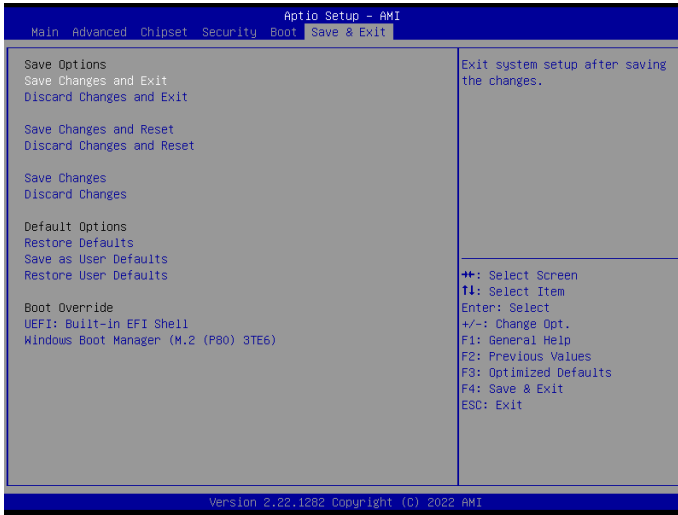 Aptio Setup - AMI
Main Advanced Chipset Security Boot Save & Exit
Save Options
Save Changes and Exit
Discard Changes and Exit
Save Changes and Reset
Discard Changes and Reset
Save Changes
Discard Changes
Default Options
Restore Defaults
Save as User Defaults
Restore User Defaults
Boot Override
UEFI: Built-in EFI Shell
Windows Boot Manager (M.2 (P80) 3TE6)
Exit system setup after saving
the changes.
→←: Select Screen
↑↓: Select Item
Enter: Select
+/-: Change Opt.
F1: General Help
F2: Previous Values
F3: Optimized Defaults
F4: Save & Exit
ESC: Exit
Version 2.22.1282 Copyright (C) 2022 AMI